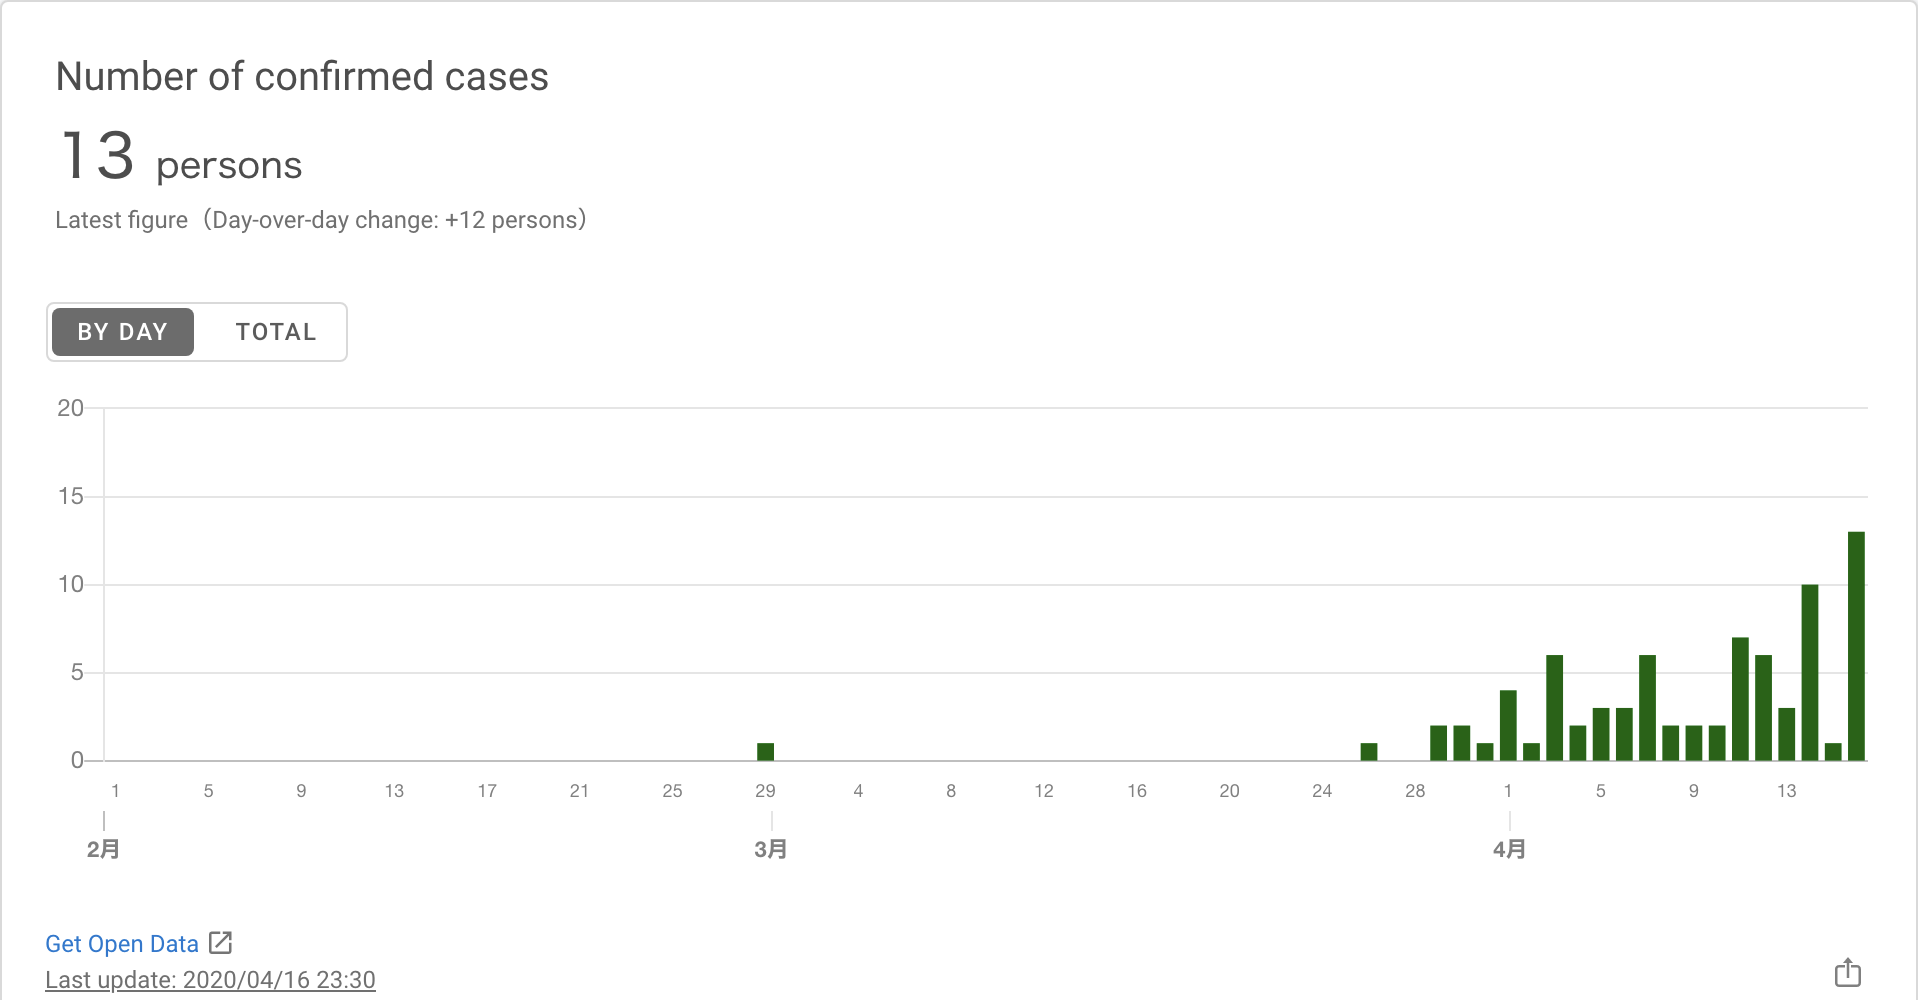 Number of confirmed cases
13 persons
Latest figure（Day-over-day change: +12 persons）
BY DAY TOTAL
20
15
10
5
0
1 5 9 13 17 21 25 29 4 8 12 16 20 24 28 1 5 9 13
2月 3月 4月
Get Open Data
Last update: 2020/04/16 23:30